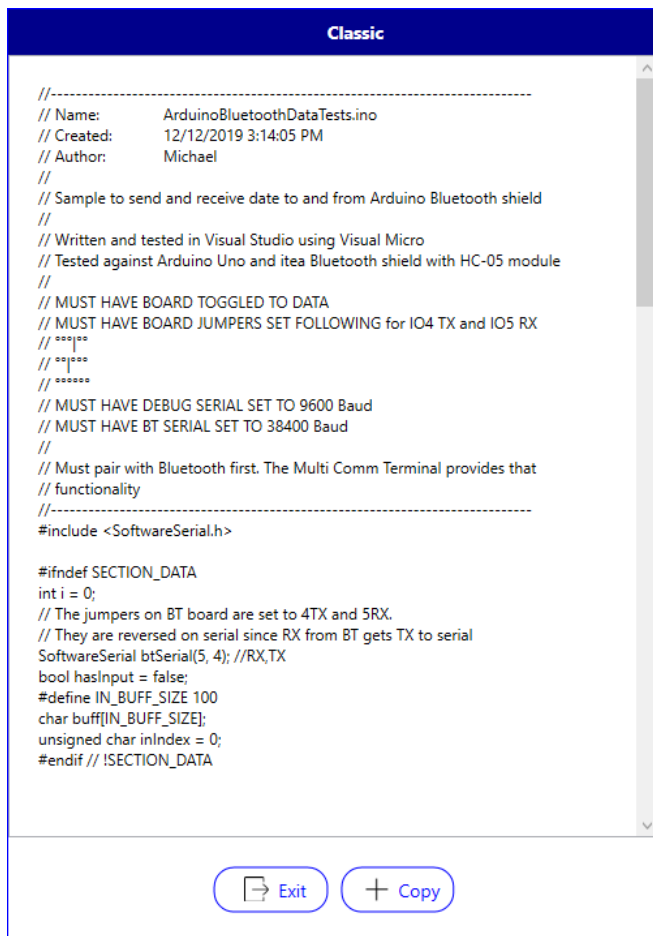 Classic
//-----------------------------------------------------------------------------
// Name: ArduinoBluetoothDataTests.ino
// Created: 12/12/2019 3:14:05 PM
// Author: Michael
//
// Sample to send and receive date to and from Arduino Bluetooth shield
//
// Written and tested in Visual Studio using Visual Micro
// Tested against Arduino Uno and itea Bluetooth shield with HC-05 module
//
// MUST HAVE BOARD TOGGLED TO DATA
// MUST HAVE BOARD JUMPERS SET FOLLOWING for IO4 TX and IO5 RX
// °°°|°°
// °°|°°°
// °°°°°°
// MUST HAVE DEBUG SERIAL SET TO 9600 Baud
// MUST HAVE BT SERIAL SET TO 38400 Baud
//
// Must pair with Bluetooth first. The Multi Comm Terminal provides that
// functionality
//-----------------------------------------------------------------------------
#include <SoftwareSerial.h>
#ifndef SECTION_DATA
int i = 0;
// The jumpers on BT board are set to 4TX and 5RX.
// They are reversed on serial since RX from BT gets TX to serial
SoftwareSerial btSerial(5, 4); //RX,TX
bool hasInput = false;
#define IN_BUFF_SIZE 100
char buff[IN_BUFF_SIZE];
unsigned char inIndex = 0;
#endif // !SECTION_DATA
Exit
Copy